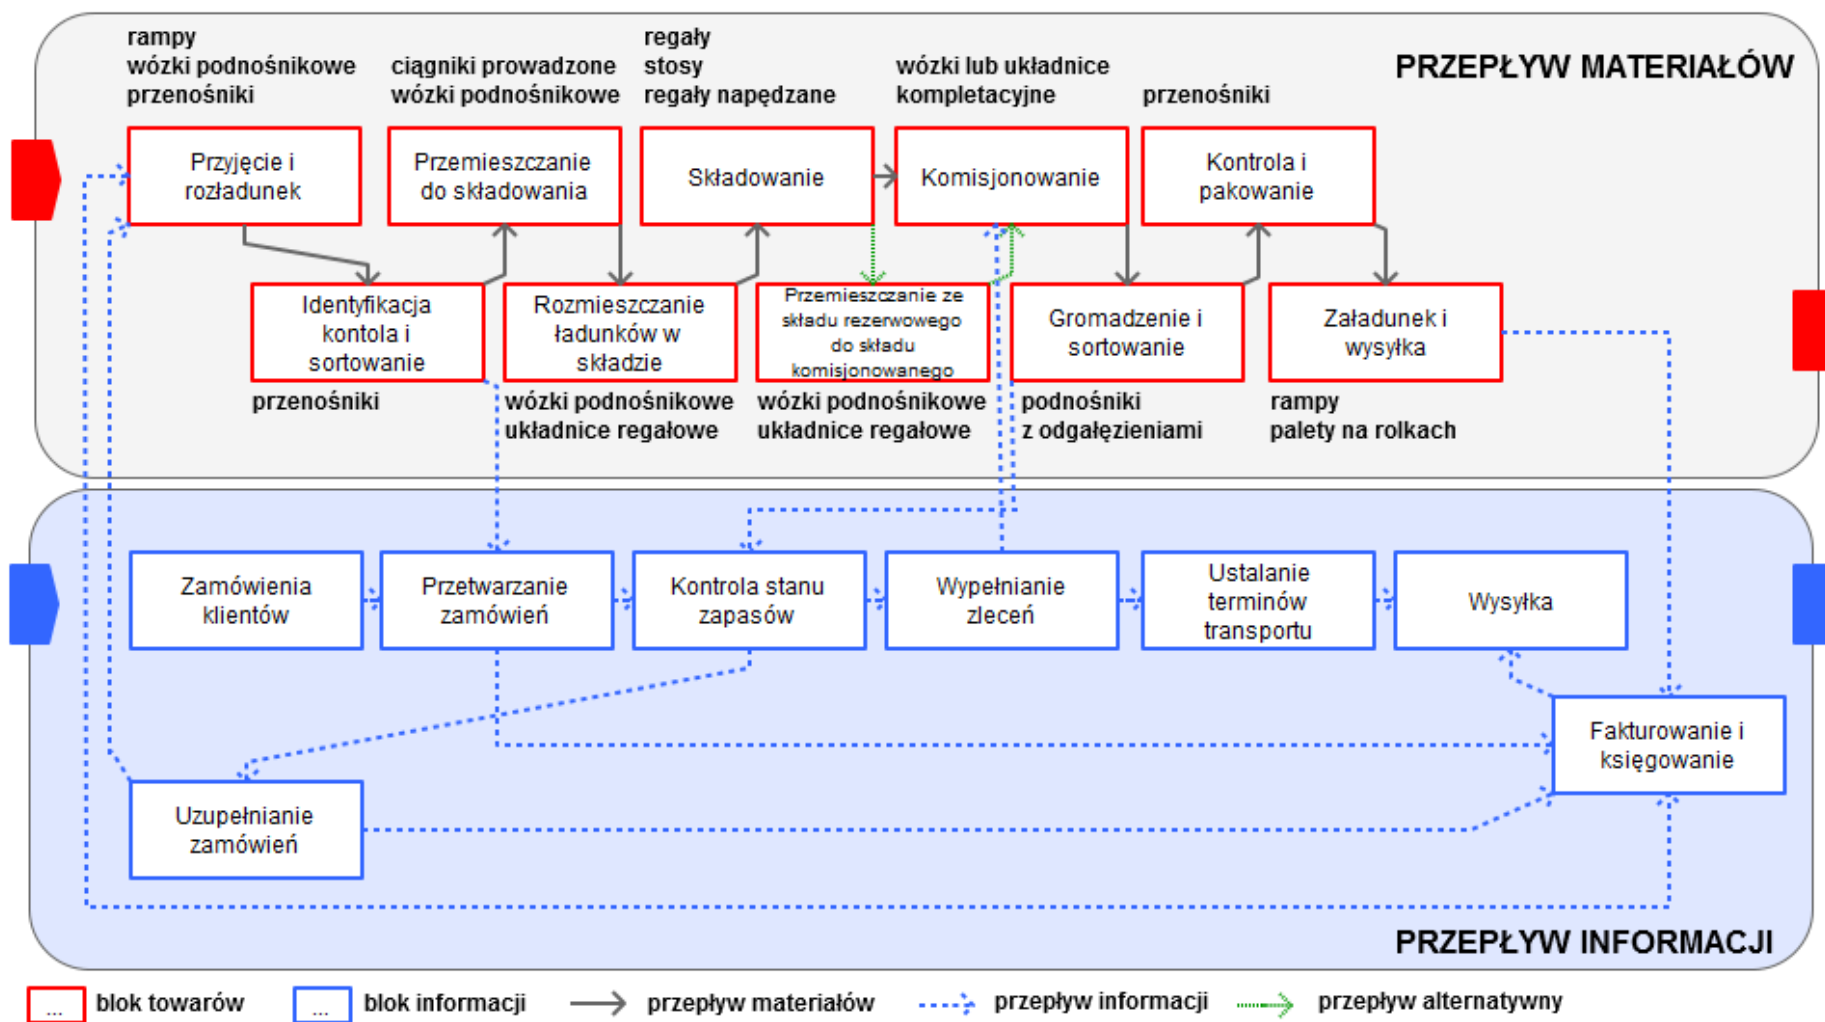 rampy
wózki podnośnikowe
przenośniki
ciągniki prowadzone
wózki podnośnikowe
regały
stosy
regały napędzane
wózki lub układnice
kompletacyjne
przenośniki
PRZEPŁYW MATERIAŁÓW
Przyjęcie i
rozładunek
Przemieszczanie
do składowania
Składowanie
Komisjonowanie
Kontrola i
pakowanie
Identyfikacja
kontola i
sortowanie
Rozmieszczanie
ładunków w
składzie
Przemieszczanie ze
składu rezerwowego
do składu
komisjonowanego
Gromadzenie i
sortowanie
Załadunek i
wysyłka
przenośniki
wózki podnośnikowe
układnice regałowe
wózki podnośnikowe
układnice regałowe
podnośniki
z odgałęzieniami
rampy
palety na rolkach
Zamówienia
klientów
Przetwarzanie
zamówień
Kontrola stanu
zapasów
Wypełnianie
zleceń
Ustalanie
terminów
transportu
Wysyłka
Fakturowanie i
księgowanie
Uzupełnianie
zamówień
PRZEPŁYW INFORMACJI
... blok towarów
... blok informacji
przepływ materiałów
przepływ informacji
przepływ alternatywny